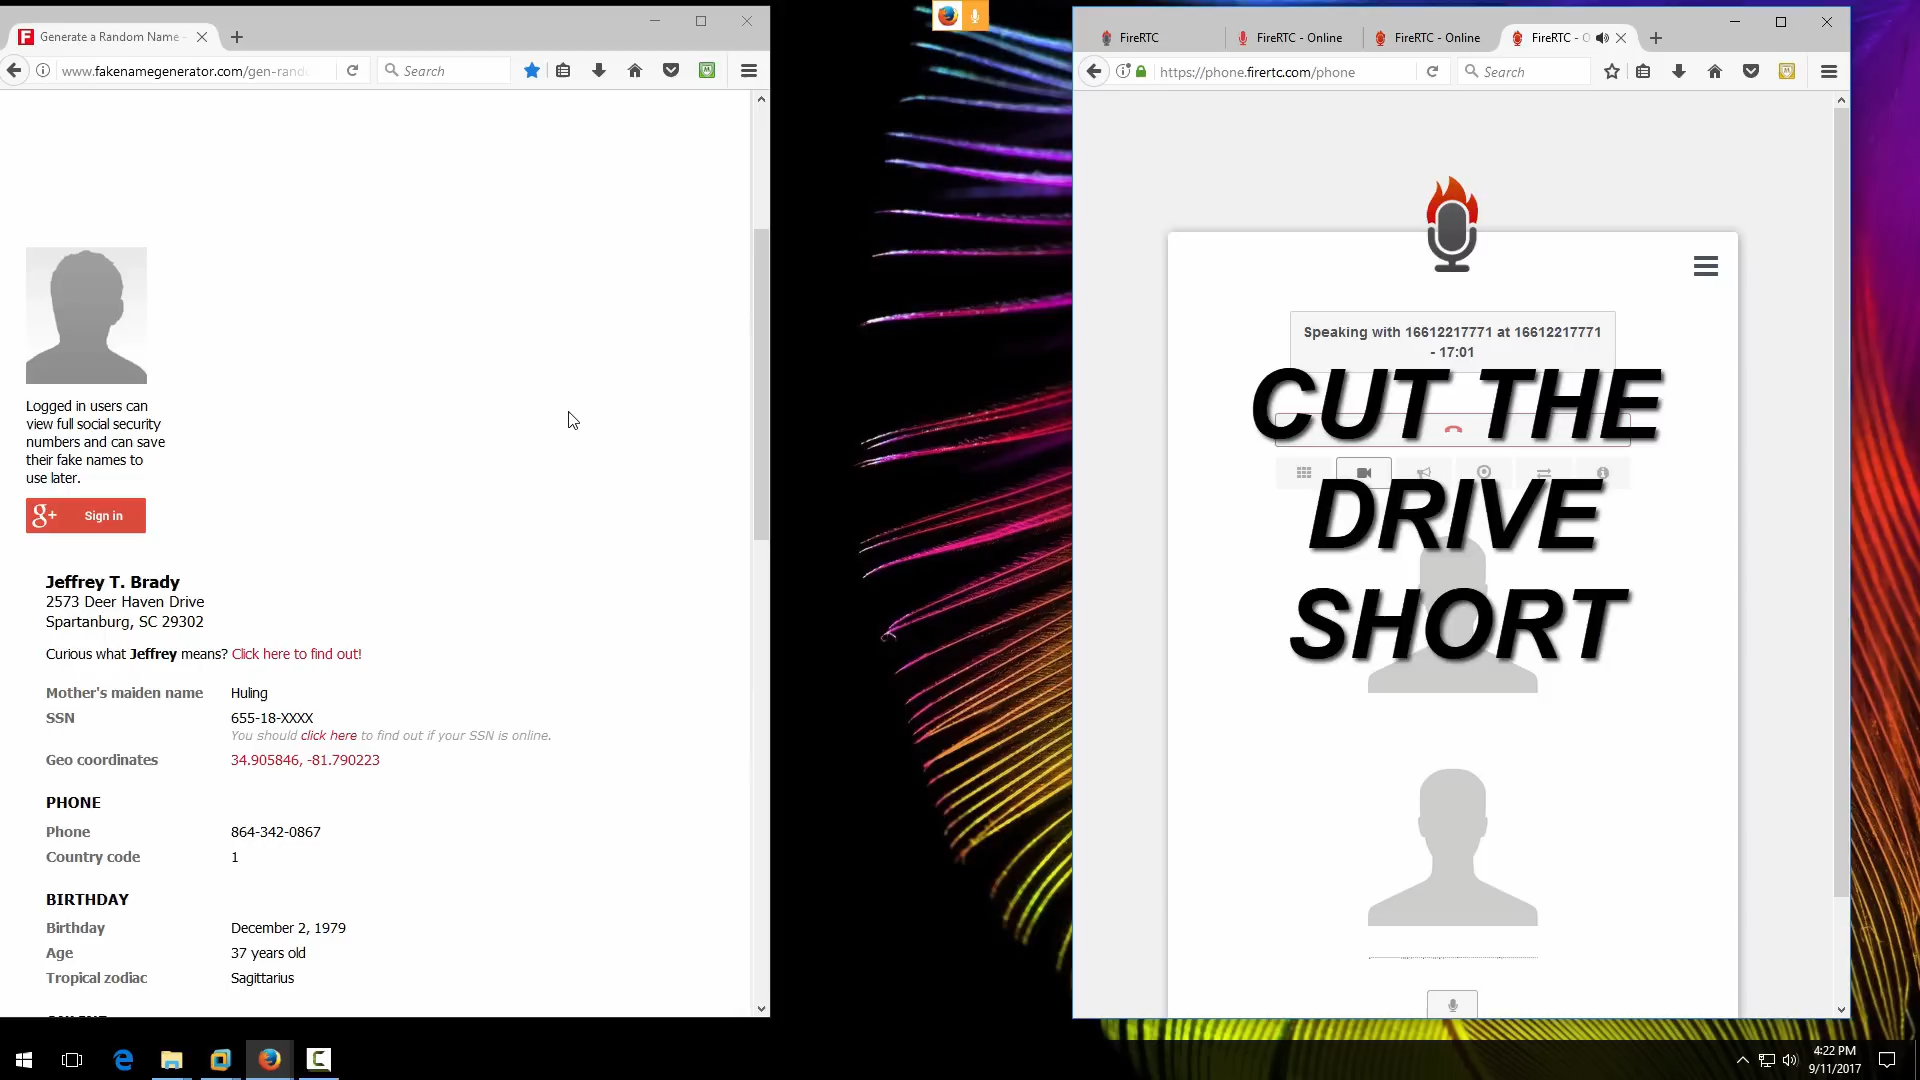 Generate a Random Name -
www.fakenamegenerator.com/gen-rand
Search
Logged in users can
view full social security
numbers and can save
their fake names to
use later.
g+ Sign in
Jeffrey T. Brady
2573 Deer Haven Drive
Spartanburg, SC 29302
Curious what Jeffrey means? Click here to find out!
Mother's maiden name Huling
SSN 655-18-XXXX
You should click here to find out if your SSN is online.
Geo coordinates 34.905846, -81.790223
PHONE
Phone 864-342-0867
Country code 1
BIRTHDAY
Birthday December 2, 1979
Age 37 years old
Tropical zodiac Sagittarius
FireRTC
FireRTC - Online
FireRTC - Online
FireRTC - O
https://phone.firertc.com/phone
Search
Speaking with 16612217771 at 16612217771
- 17:01
CUT THE
DRIVE
SHORT
4:22 PM
9/11/2017